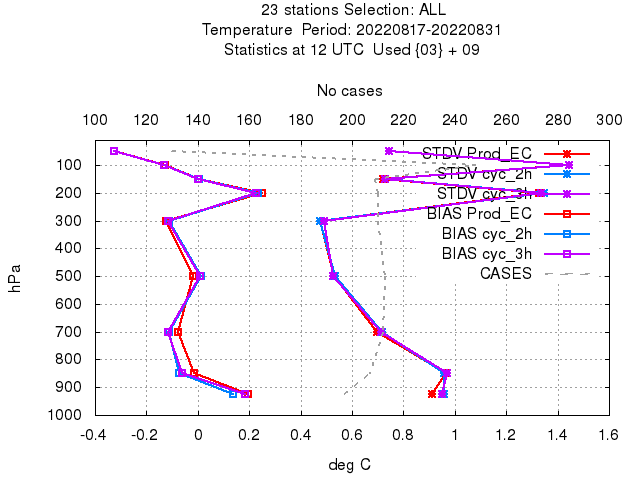 23 stations Selection: ALL
Temperature  Period: 20220817-20220831
Statistics at 12 UTC  Used {03} + 09
No cases
100 120 140 160 180 200 220 240 260 280 300
STDV Prod_EC
STDV cyc_2h
STDV cyc_3h
BIAS Prod_EC
BIAS cyc_2h
BIAS cyc_3h
CASES
hPa
100
200
300
400
500
600
700
800
900
1000
-0.4 -0.2 0 0.2 0.4 0.6 0.8 1 1.2 1.4 1.6
deg C